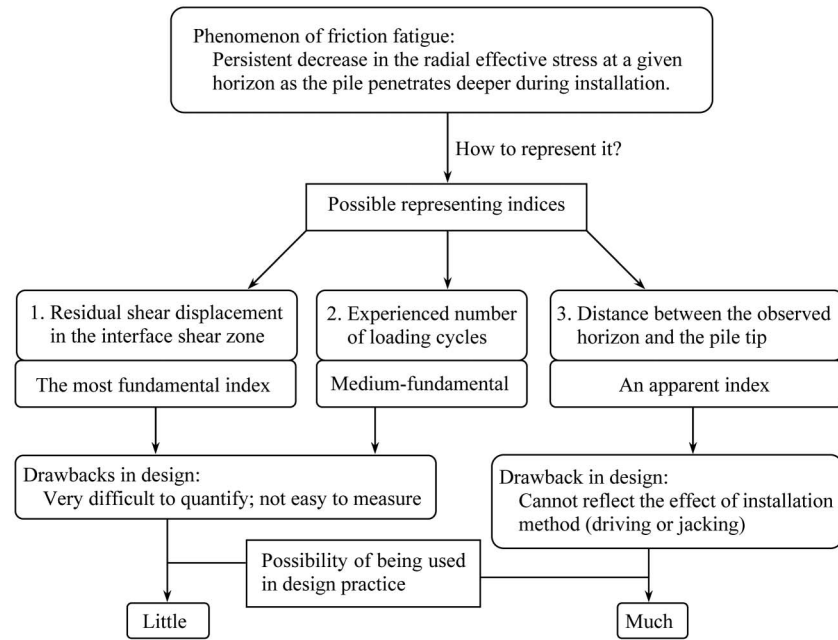 Phenomenon of friction fatigue:
Persistent decrease in the radial effective stress at a given
horizon as the pile penetrates deeper during installation.
How to represent it?
Possible representing indices
1. Residual shear displacement
in the interface shear zone
The most fundamental index
2. Experienced number
of loading cycles
Medium-fundamental
3. Distance between the observed
horizon and the pile tip
An apparent index
Drawbacks in design:
Very difficult to quantify; not easy to measure
Drawback in design:
Cannot reflect the effect of installation
method (driving or jacking)
Possibility of being used
in design practice
Little
Much